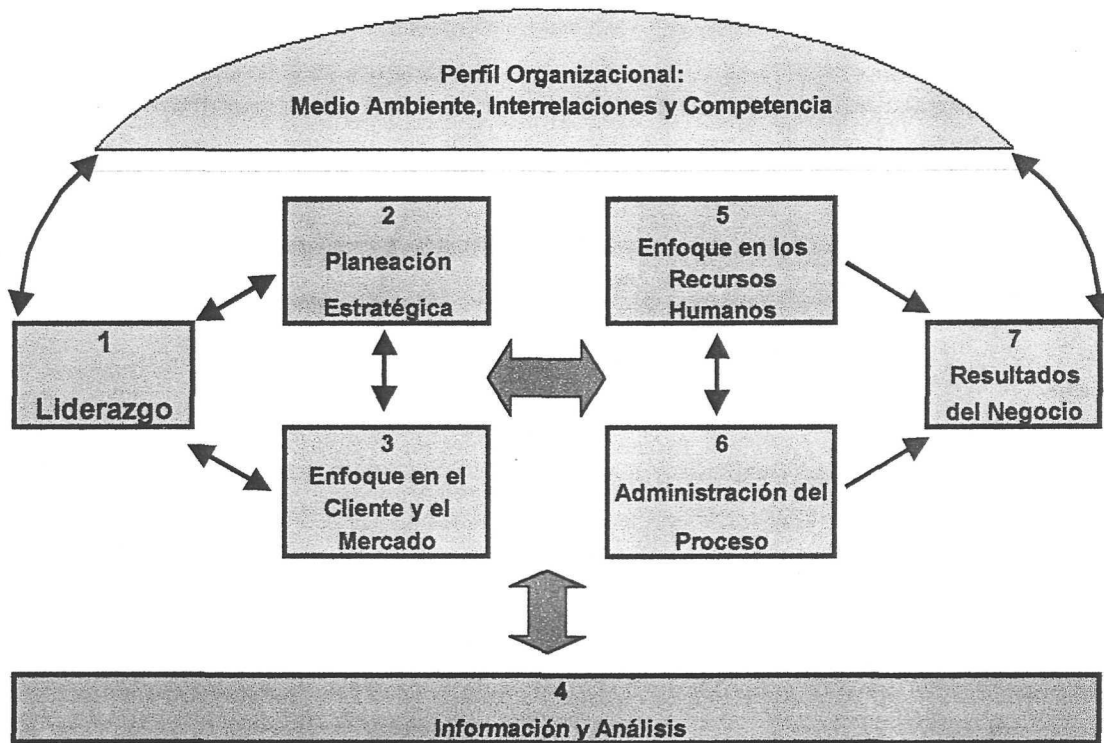 Perfíl Organizacional:
Medio Ambiente, Interrelaciones y Competencia
2
Planeación
Estratégica
5
Enfoque en los
Recursos
Humanos
1
Liderazgo
7
Resultados
del Negocio
3
Enfoque en el
Cliente y el
Mercado
6
Administración del
Proceso
4
Información y Análisis